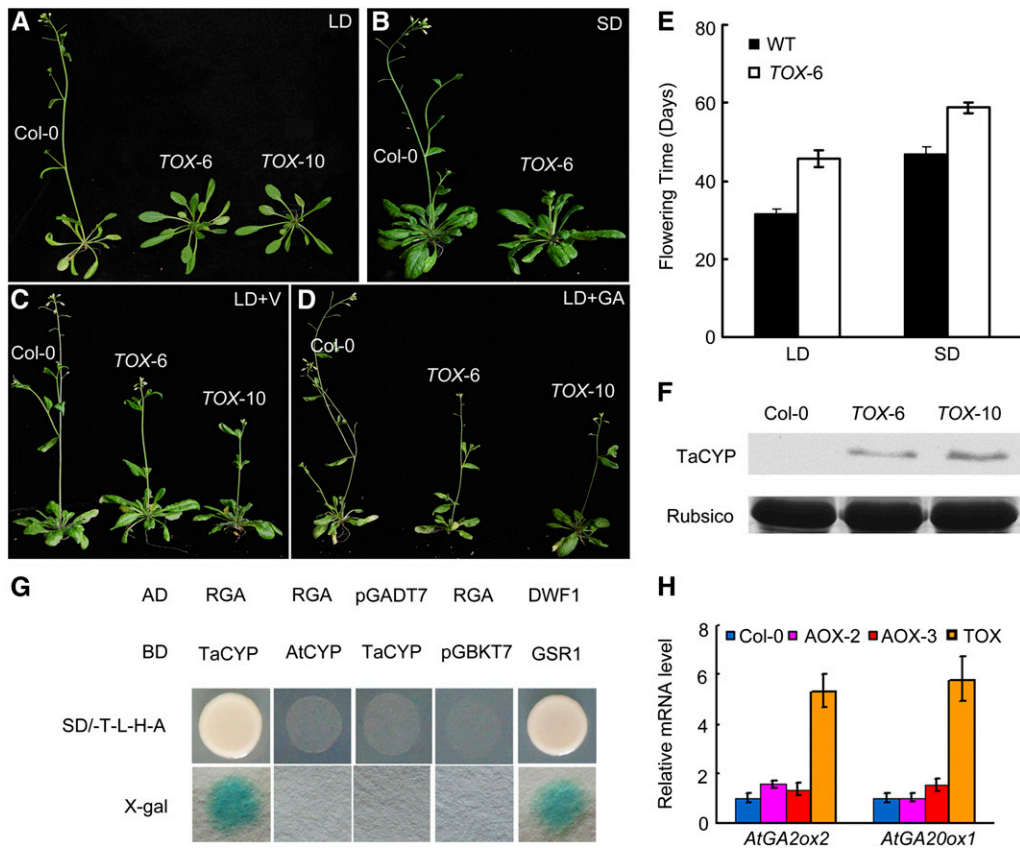 A
LD
Col-0
TOX-6
TOX-10
B
SD
Col-0
TOX-6
C
LD+V
Col-0
TOX-6
TOX-10
D
LD+GA
Col-0
TOX-6
TOX-10
E
80
60
40
20
0
Flowering Time (Days)
WT
TOX-6
LD
SD
F
Col-0 TOX-6 TOX-10
TaCYP
Rubsico
G
AD RGA RGA pGADT7 RGA DWF1
BD TaCYP AtCYP TaCYP pGBKT7 GSR1
SD/-T-L-H-A
X-gal
H
Col-0 AOX-2 AOX-3 TOX
8
6
4
2
0
Relative mRNA level
AtGA2ox2 AtGA20ox1